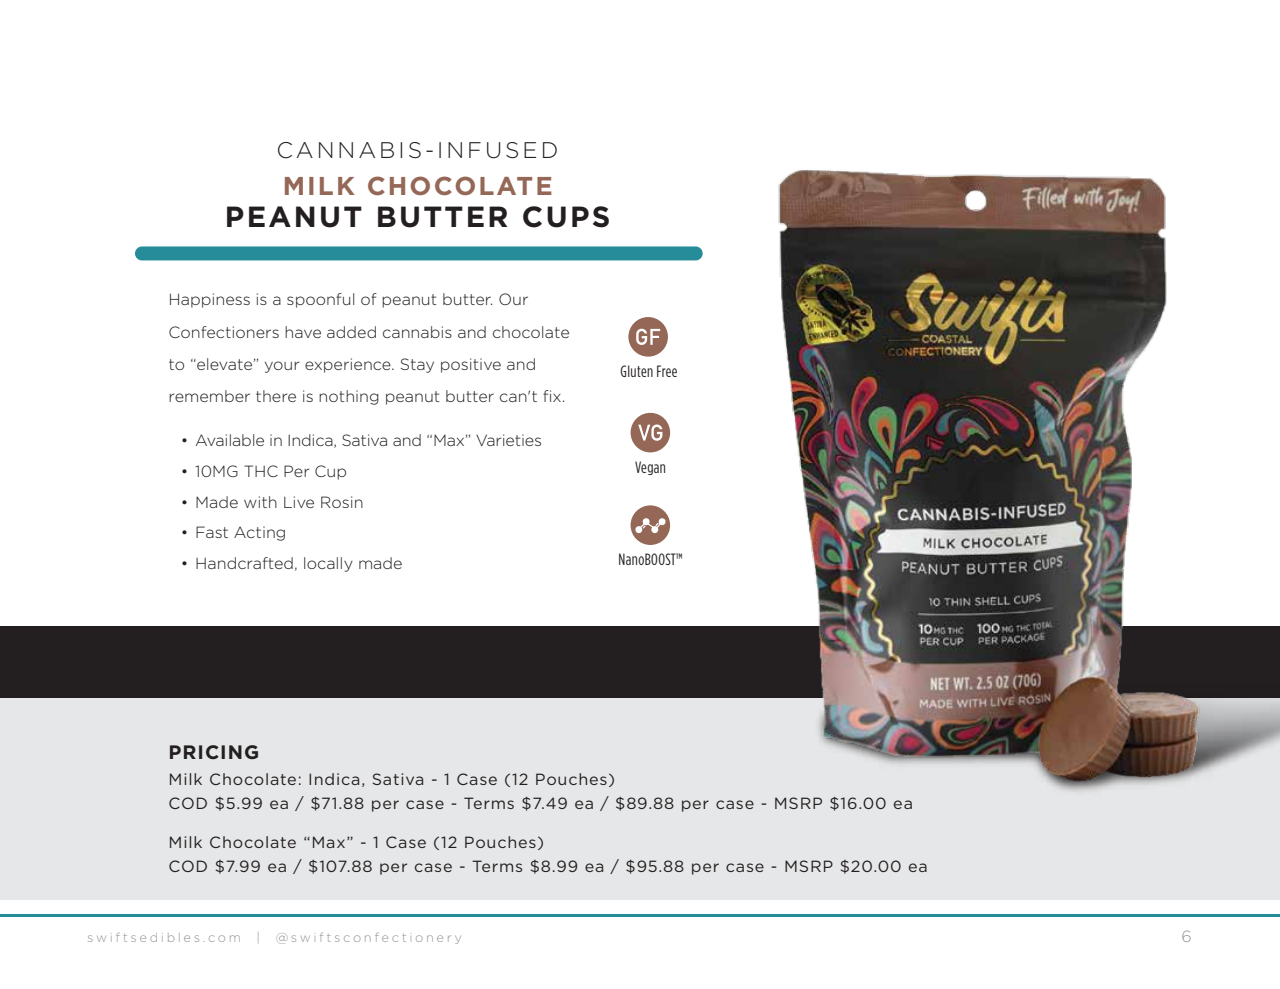 CANNABIS-INFUSED
MILK CHOCOLATE
PEANUT BUTTER CUPS
Happiness is a spoonful of peanut butter. Our
Confectioners have added cannabis and chocolate
to “elevate” your experience. Stay positive and
remember there is nothing peanut butter can't fix.
• Available in Indica, Sativa and “Max” Varieties
• 10MG THC Per Cup
• Made with Live Rosin
• Fast Acting
• Handcrafted, locally made
GF
Gluten Free
VG
Vegan
NanoBOOST™
Filled with Joy!
SATIVA
ENHANCED
Swifts
COASTAL
CONFECTIONERY
CANNABIS-INFUSED
MILK CHOCOLATE
PEANUT BUTTER CUPS
10 THIN SHELL CUPS
10 MG THC PER CUP
100 MG THC TOTAL PER PACKAGE
NET WT. 2.5 OZ (70G)
MADE WITH LIVE ROSIN
PRICING
Milk Chocolate: Indica, Sativa - 1 Case (12 Pouches)
COD $5.99 ea / $71.88 per case - Terms $7.49 ea / $89.88 per case - MSRP $16.00 ea
Milk Chocolate “Max” - 1 Case (12 Pouches)
COD $7.99 ea / $107.88 per case - Terms $8.99 ea / $95.88 per case - MSRP $20.00 ea
swiftsedibles.com | @swiftsconfectionery
6